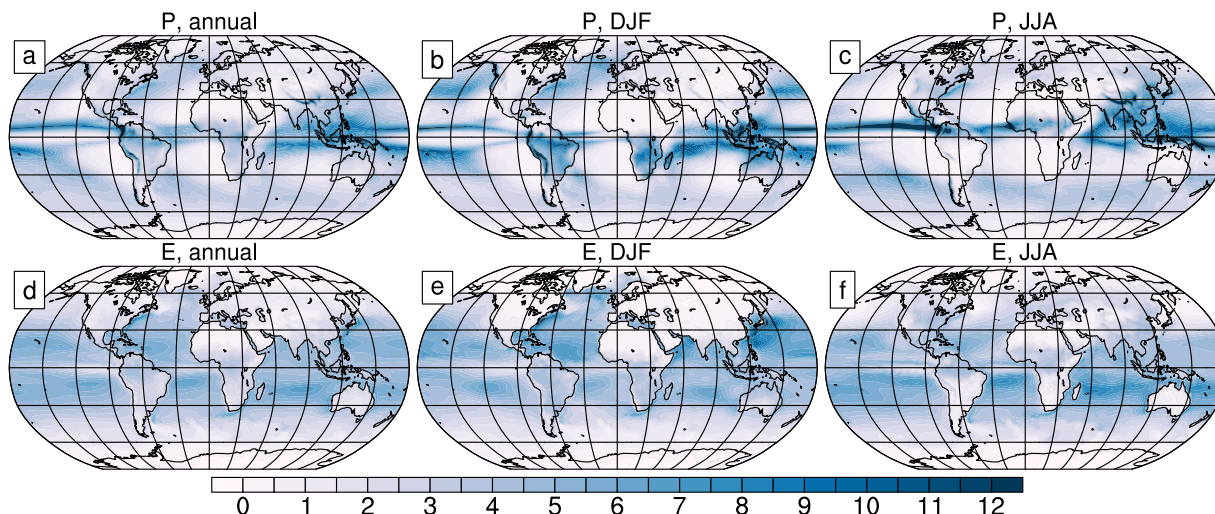 P, annual P, DJF P, JJA
a b c
E, annual E, DJF E, JJA
d e f
0 1 2 3 4 5 6 7 8 9 10 11 12